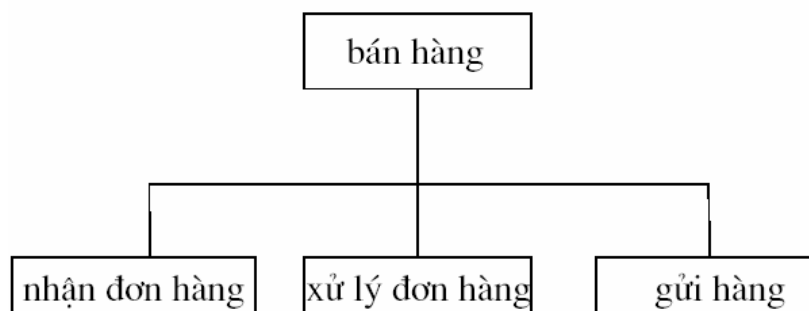 bán hàng
nhận đơn hàng
xử lý đơn hàng
gửi hàng